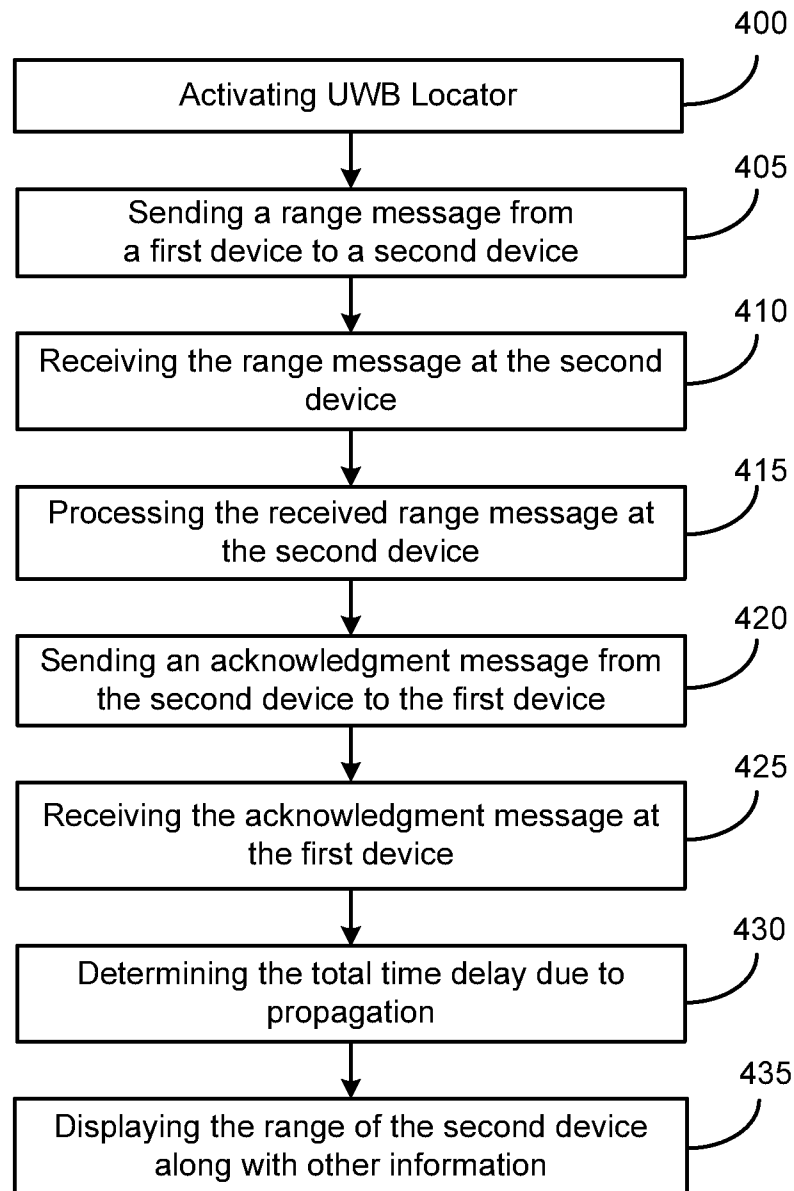 400
Activating UWB Locator
405
Sending a range message from
a first device to a second device
410
Receiving the range message at the second
device
415
Processing the received range message at
the second device
420
Sending an acknowledgment message from
the second device to the first device
425
Receiving the acknowledgment message at
the first device
430
Determining the total time delay due to
propagation
435
Displaying the range of the second device
along with other information